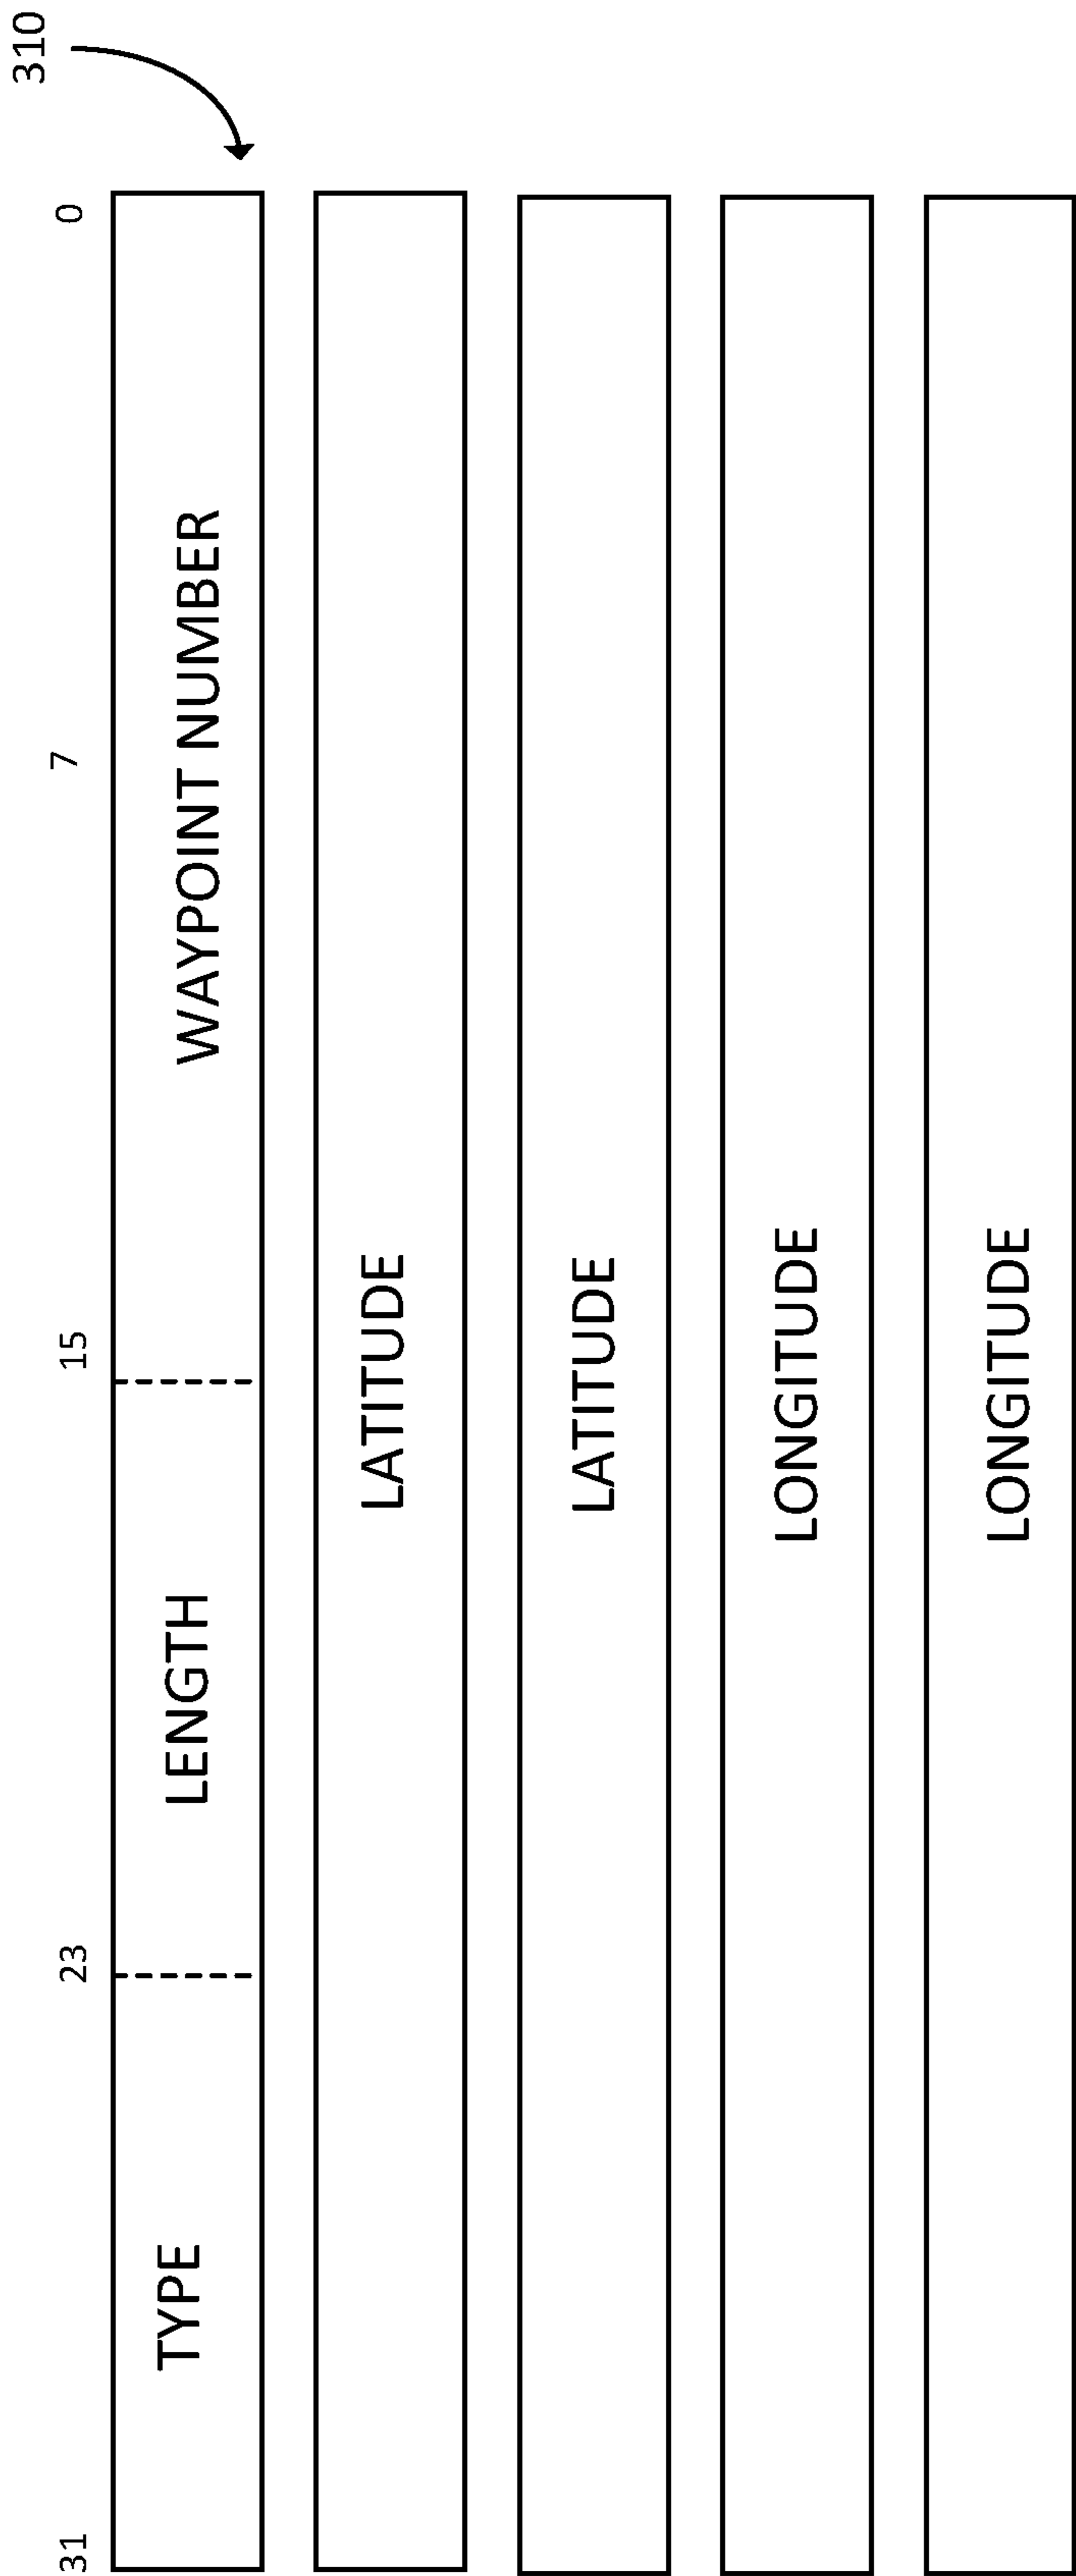 310
31 23 15 7 0
TYPE LENGTH WAYPOINT NUMBER
LATITUDE
LATITUDE
LONGITUDE
LONGITUDE